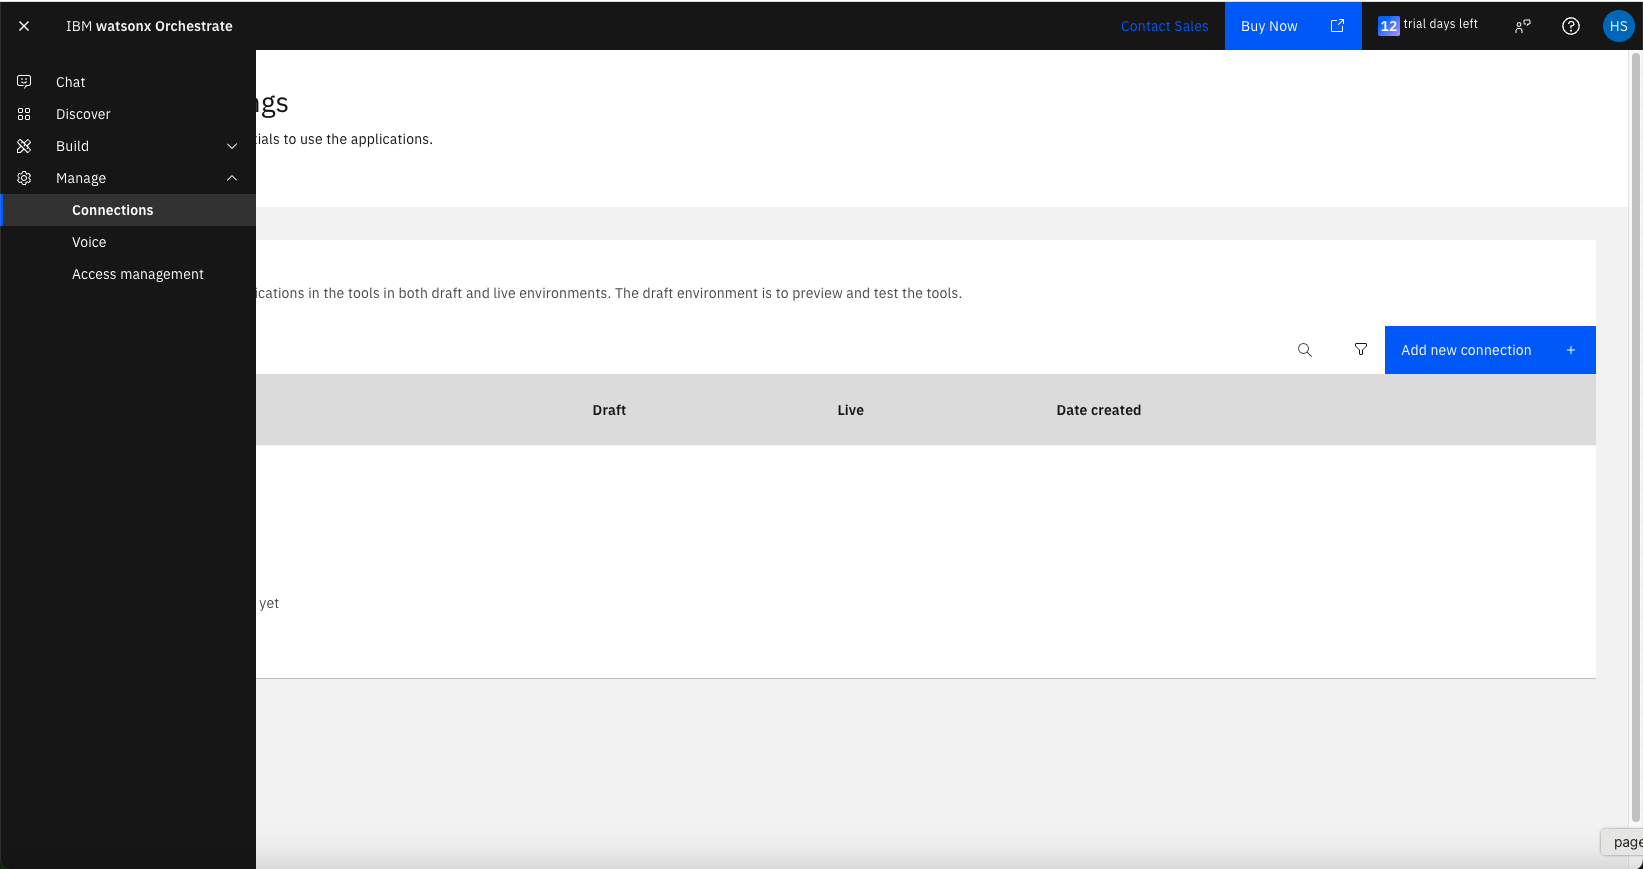 IBM watsonx Orchestrate
Contact Sales
Buy Now
12 trial days left
HS
Chat
Discover
Build
Manage
Connections
Voice
Access management
ngs
tials to use the applications.
ications in the tools in both draft and live environments. The draft environment is to preview and test the tools.
Add new connection +
Draft Live Date created
yet
page